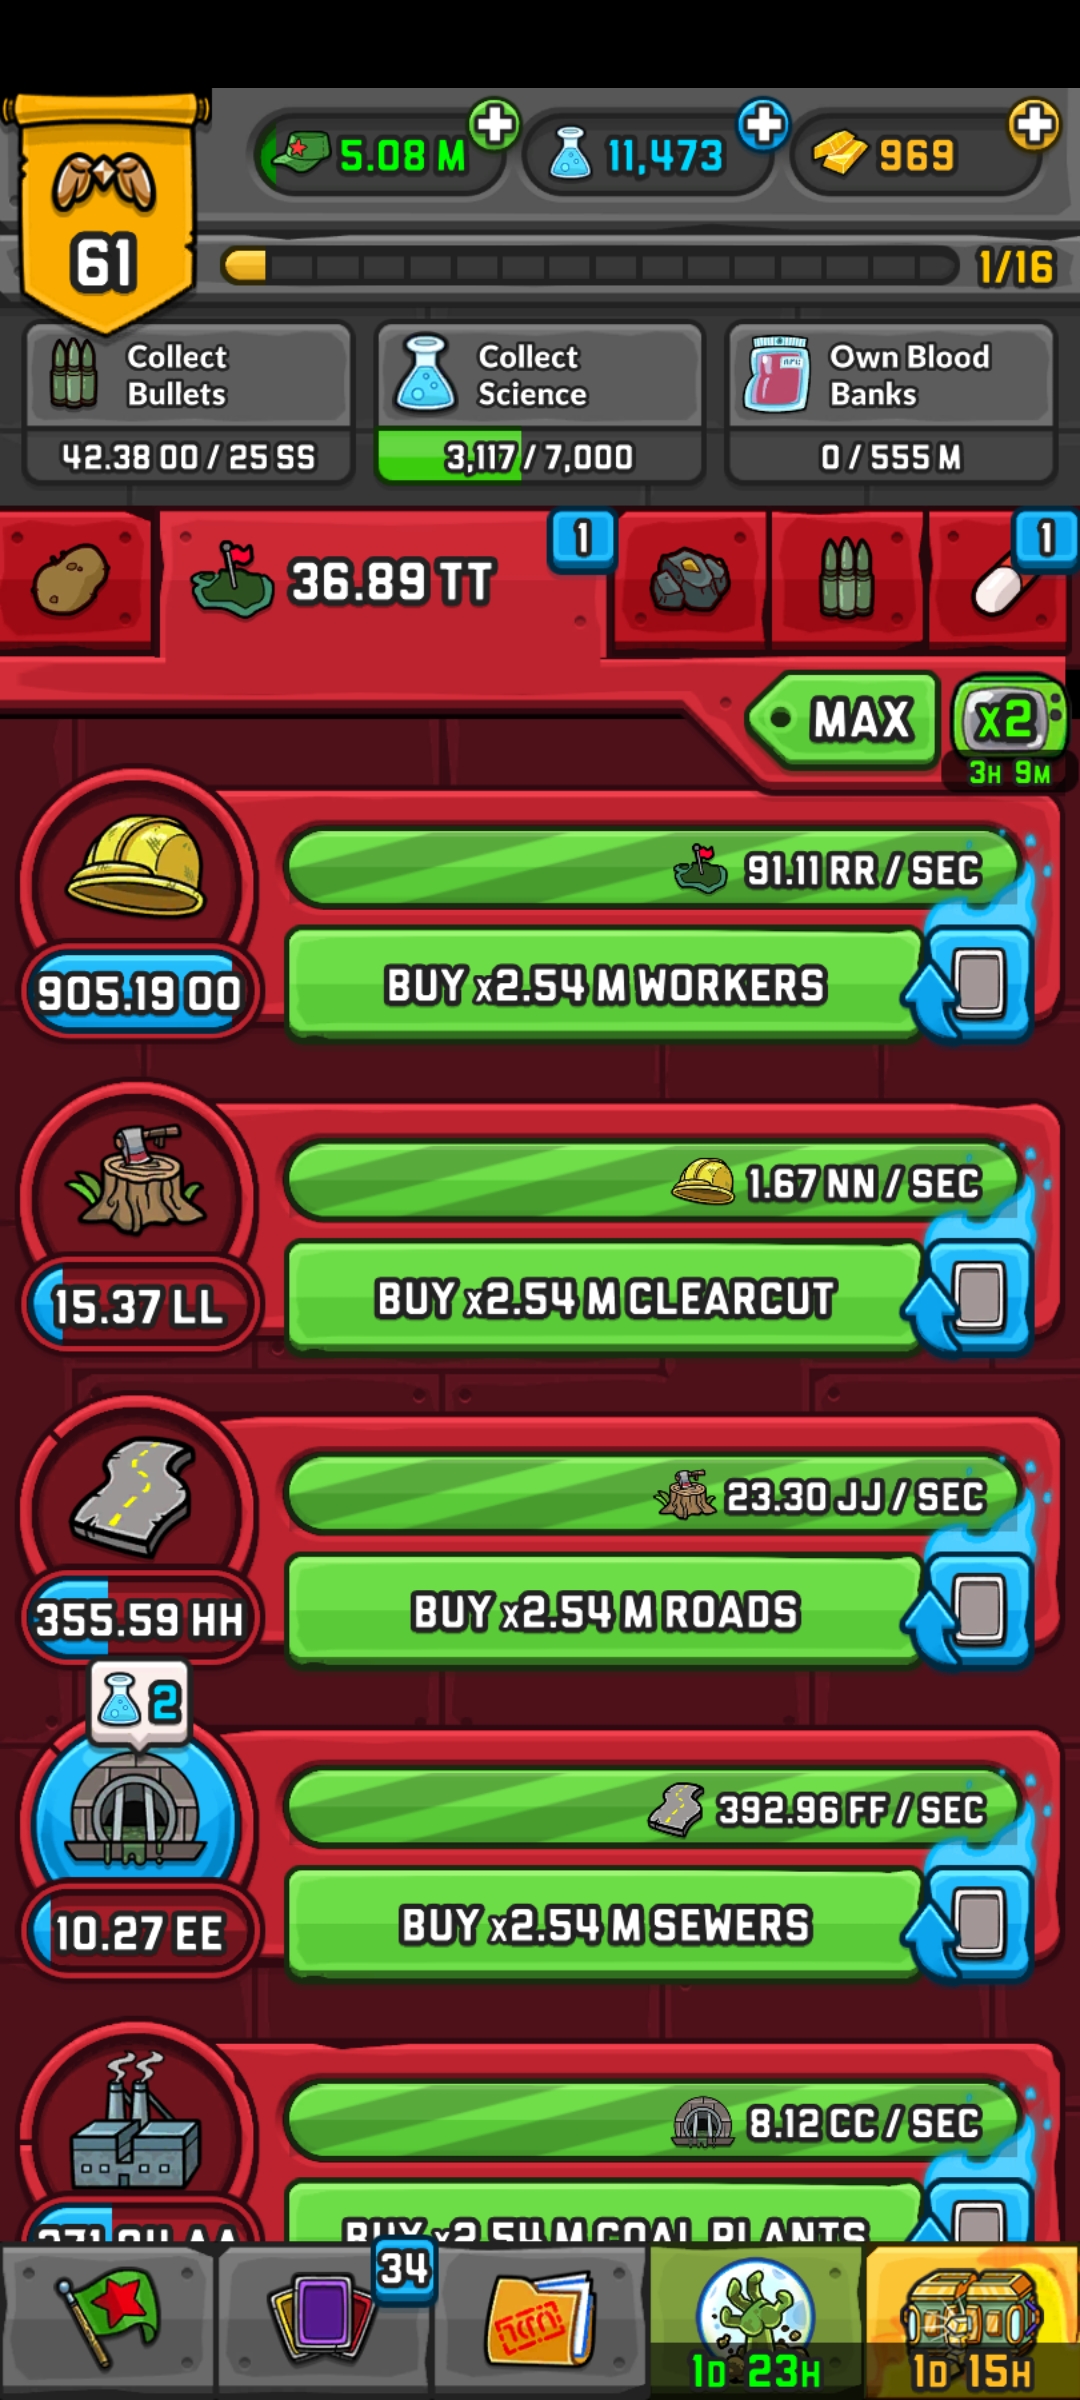 5.08 M
11,473
969
61
1/16
Collect
Bullets
42.38 OO / 25 SS
Collect
Science
3,117 / 7,000
Own Blood
Banks
0 / 555 M
36.89 TT
1
1
MAX
x2
3H 9M
91.11 RR / SEC
905.19 OO
BUY x2.54 M WORKERS
1.67 NN / SEC
15.37 LL
BUY x2.54 M CLEARCUT
23.30 JJ / SEC
355.59 HH
BUY x2.54 M ROADS
2
392.96 FF / SEC
10.27 EE
BUY x2.54 M SEWERS
8.12 CC / SEC
BUY x2.54 M COAL PLANTS
34
1D 23H
1D 15H